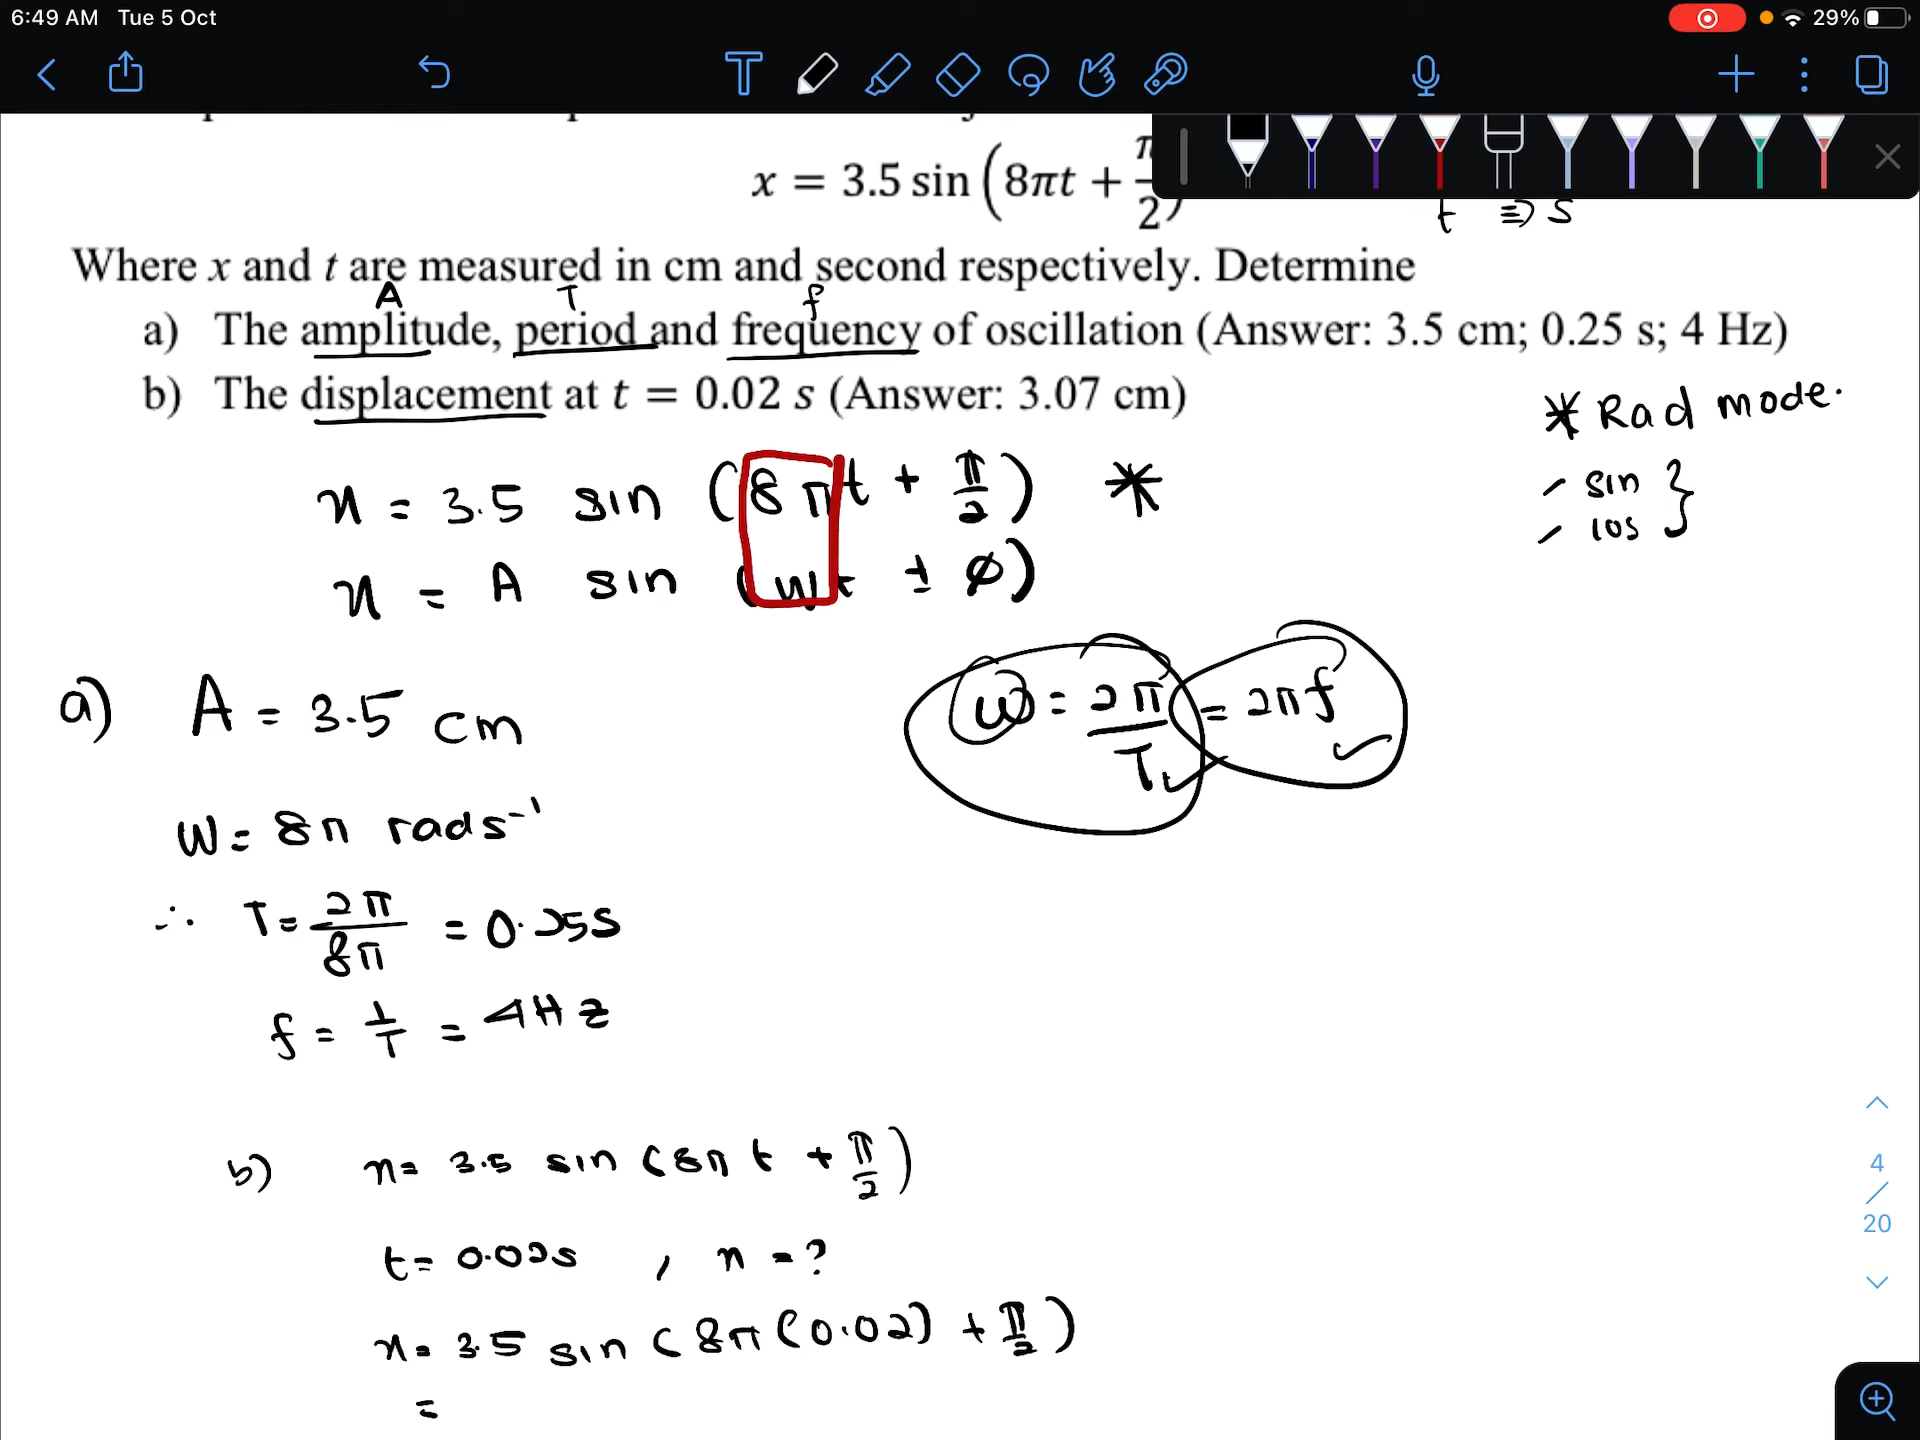 6:49 AM Tue 5 Oct 29%
x = 3.5 sin (8πt + π/2)
t ⇒ s
Where x and t are measured in cm and second respectively. Determine
A T f
a) The amplitude, period and frequency of oscillation (Answer: 3.5 cm; 0.25 s; 4 Hz)
b) The displacement at t = 0.02 s (Answer: 3.07 cm)
* Rad mode.
- sin }
- cos
x = 3.5 sin (8πt + π/2) *
x = A sin (ωt ± φ)
a) A = 3.5 cm
ω = 2π/T = 2πf
ω = 8π rad s⁻¹
∴ T = 2π/8π = 0.25s
f = 1/T = 4Hz
b) x = 3.5 sin (8πt + π/2)
t = 0.02s , x = ?
x = 3.5 sin (8π(0.02) + π/2)
=
4
/
20